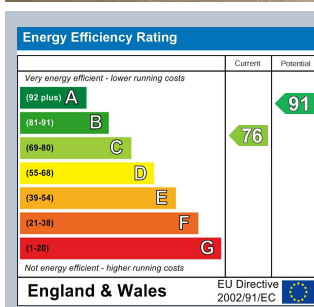 Energy Efficiency Rating
Current Potential
Very energy efficient - lower running costs
(92 plus) A
91
(81-91) B
76
(69-80) C
(55-68) D
(39-54) E
(21-38) F
(1-20) G
Not energy efficient - higher running costs
England & Wales
EU Directive
2002/91/EC